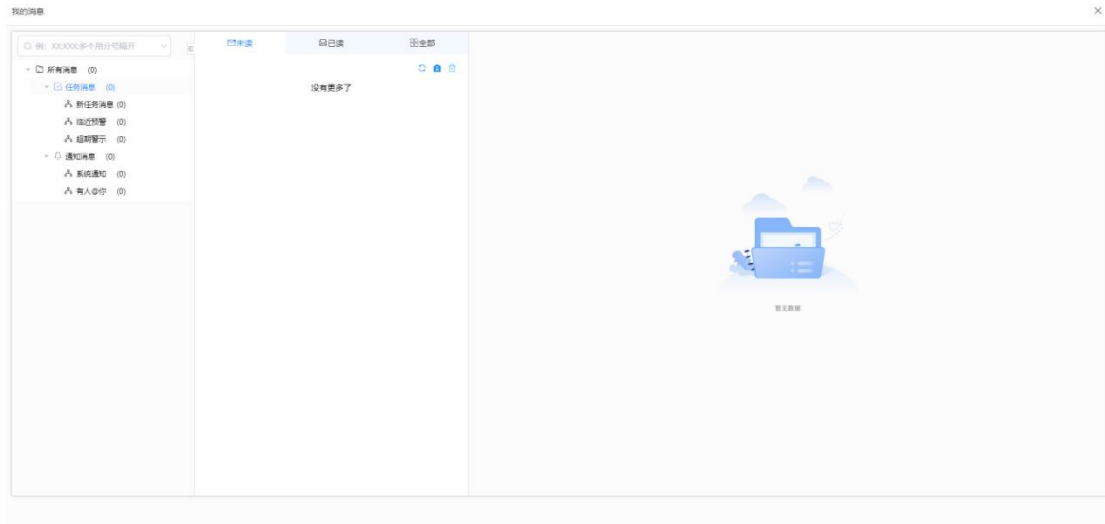 我的消息
例：XX:XXX多个用分号隔开
未读
已读
全部
所有消息 (0)
任务消息 (0)
新任务消息 (0)
临近预警 (0)
超期警示 (0)
通知消息 (0)
系统通知 (0)
有人@你 (0)
没有更多了
暂无数据